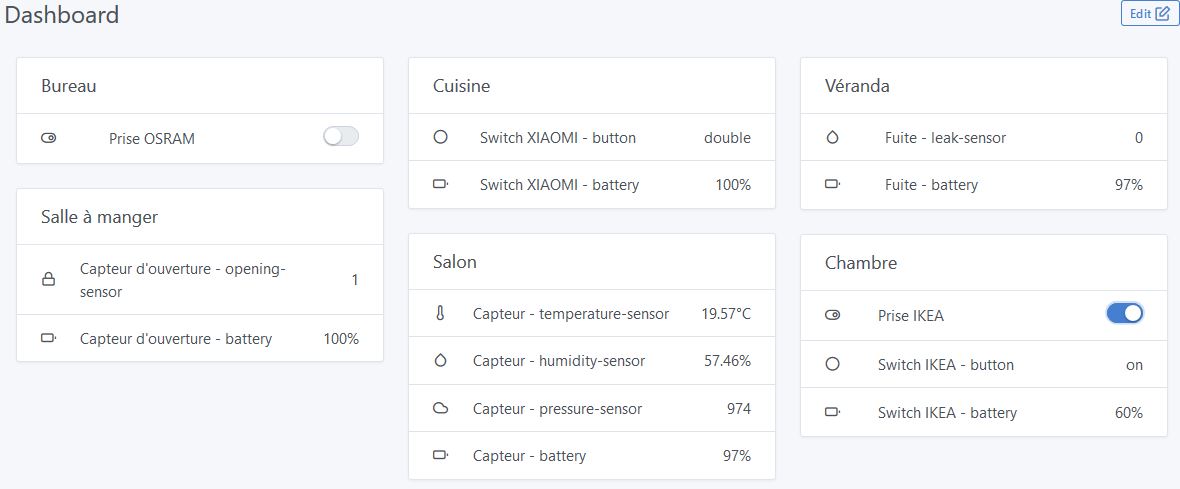 Dashboard
Edit
Bureau
Prise OSRAM
Salle à manger
Capteur d'ouverture - opening-
sensor
1
Capteur d'ouverture - battery 100%
Cuisine
Switch XIAOMI - button double
Switch XIAOMI - battery 100%
Salon
Capteur - temperature-sensor 19.57°C
Capteur - humidity-sensor 57.46%
Capteur - pressure-sensor 974
Capteur - battery 97%
Véranda
Fuite - leak-sensor 0
Fuite - battery 97%
Chambre
Prise IKEA
Switch IKEA - button on
Switch IKEA - battery 60%